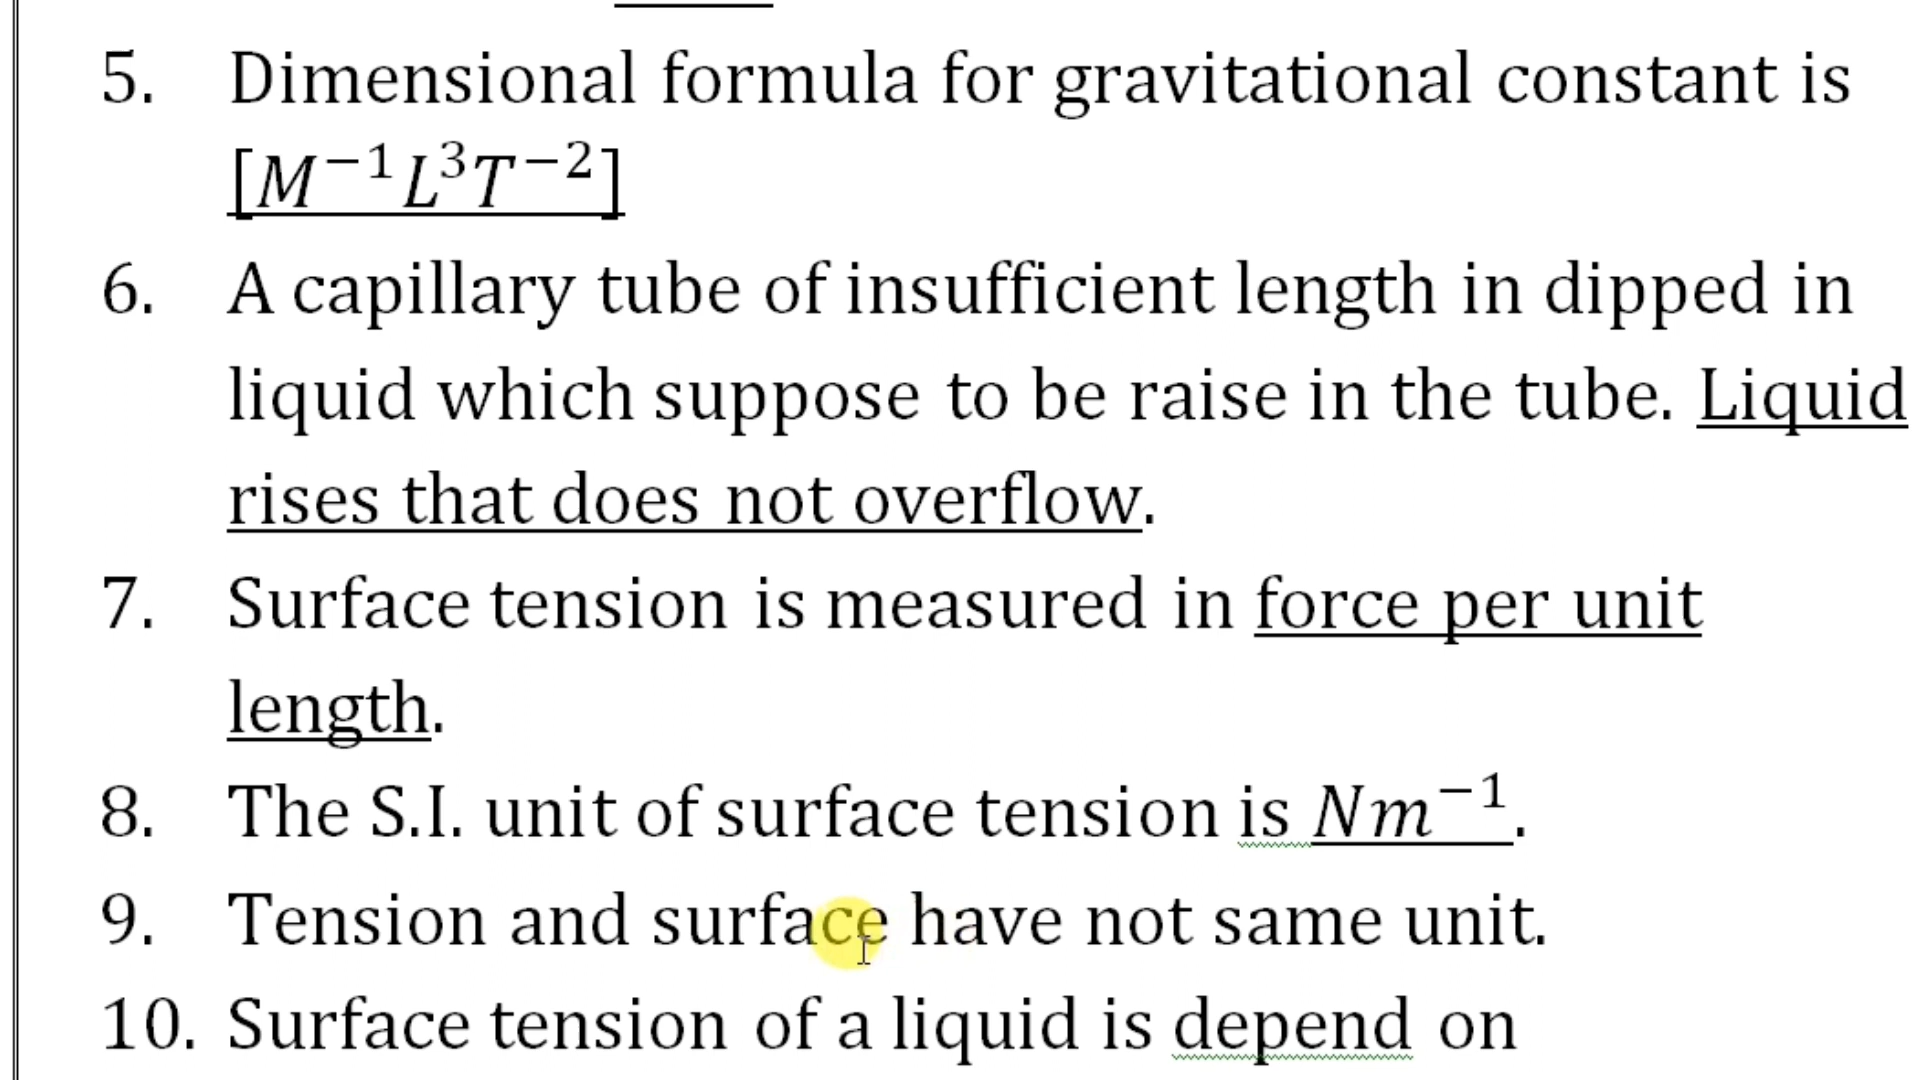 5. Dimensional formula for gravitational constant is
[M⁻¹L³T⁻²]
6. A capillary tube of insufficient length in dipped in
liquid which suppose to be raise in the tube. Liquid
rises that does not overflow.
7. Surface tension is measured in force per unit
length.
8. The S.I. unit of surface tension is Nm⁻¹.
9. Tension and surface have not same unit.
10. Surface tension of a liquid is depend on